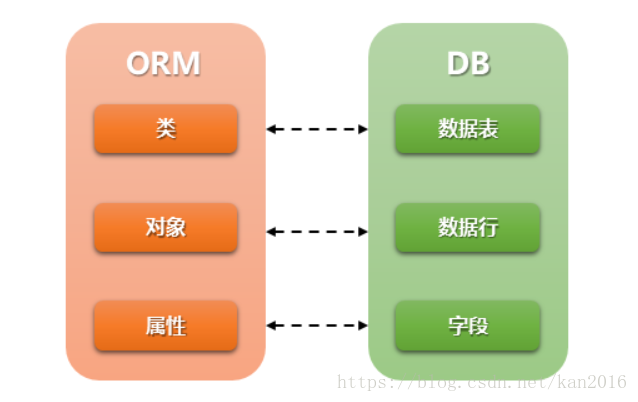 ORM
DB
类
数据表
对象
数据行
属性
字段
https://blog.csdn.net/kan2016